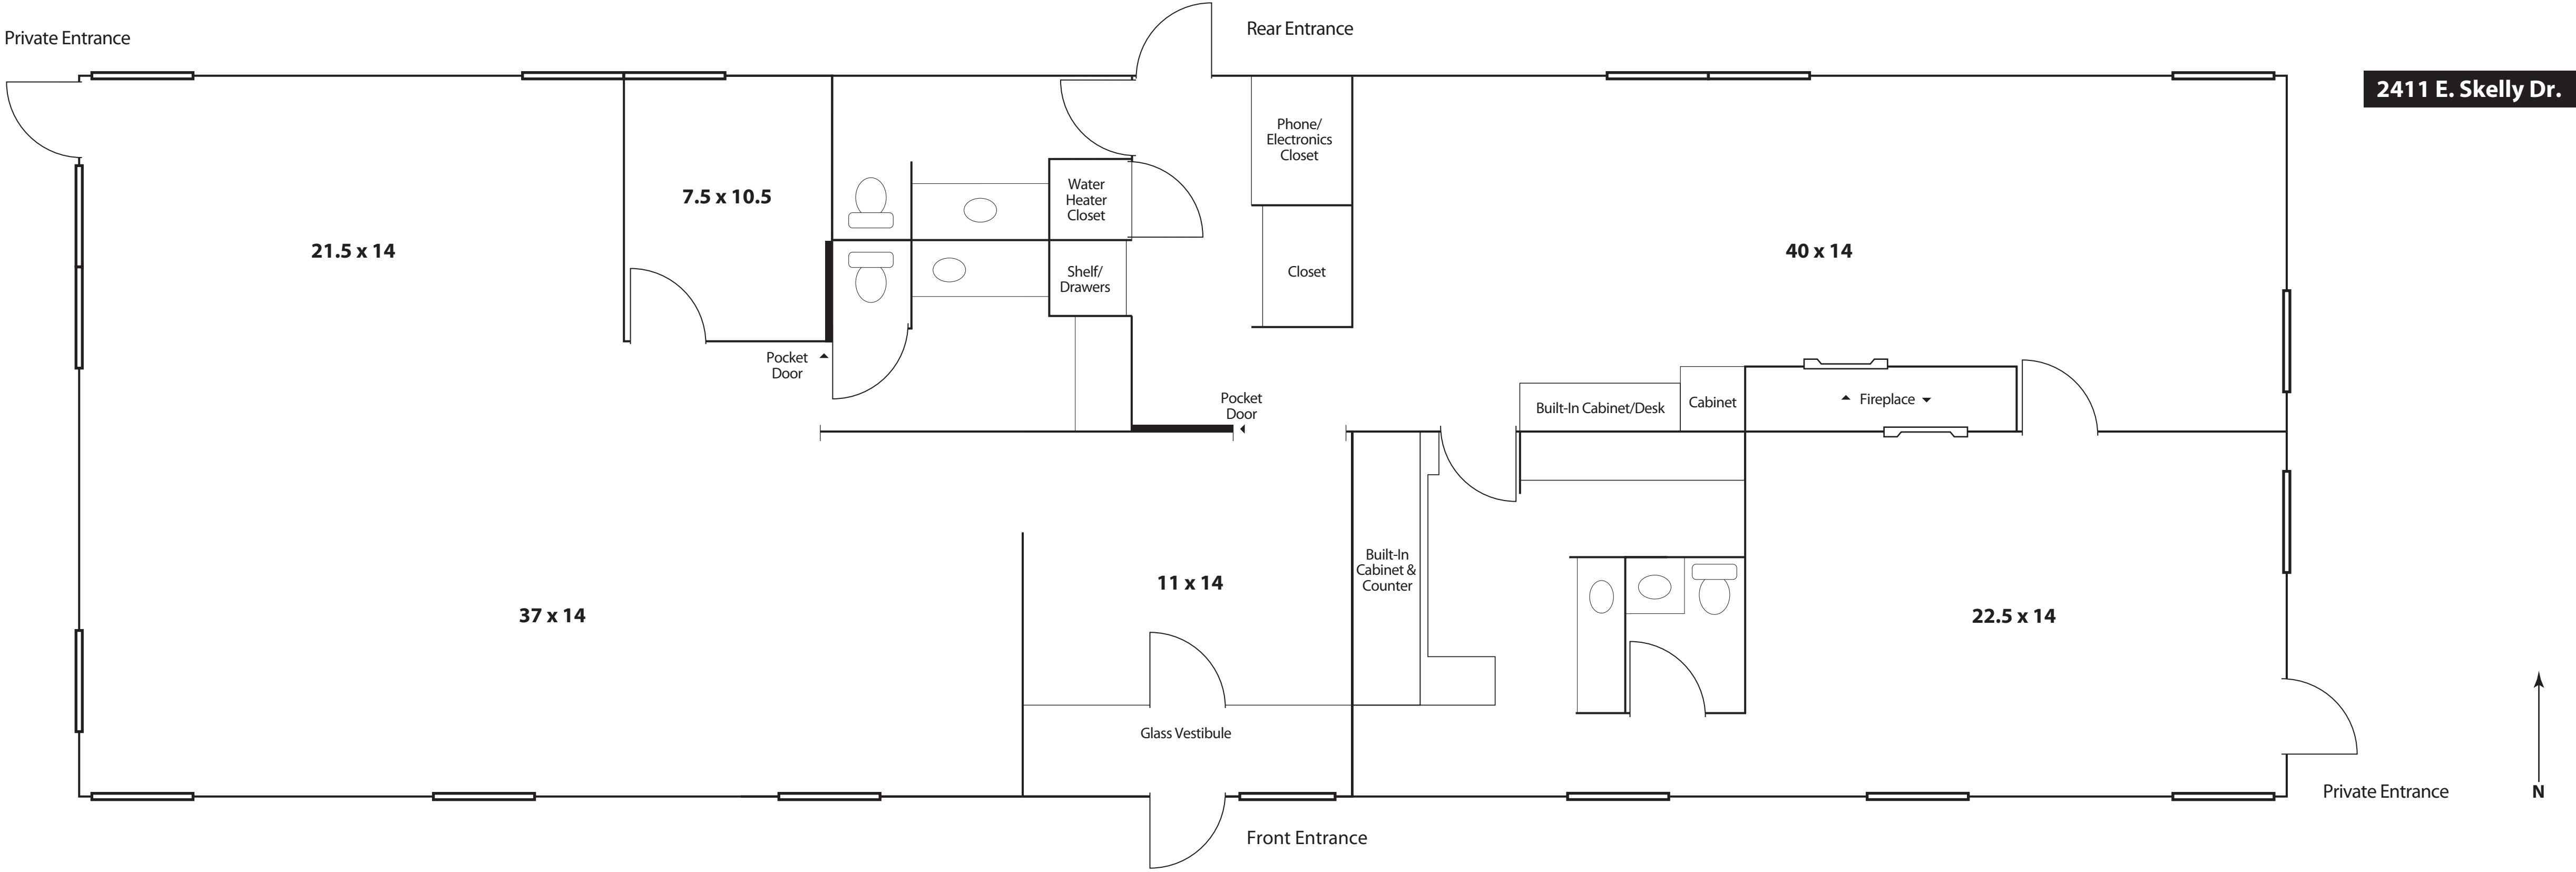 Private Entrance
Rear Entrance
2411 E. Skelly Dr.
Phone/
Electronics
Closet
7.5 x 10.5
Water
Heater
Closet
21.5 x 14
40 x 14
Shelf/
Drawers
Closet
Pocket
Door
Pocket
Door
Built-In Cabinet/Desk
Cabinet
Fireplace
Built-In
Cabinet &
Counter
11 x 14
37 x 14
22.5 x 14
Glass Vestibule
Private Entrance
N
Front Entrance